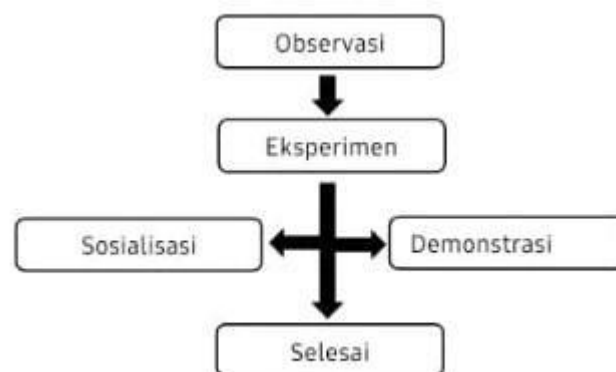 Observasi
Eksperimen
Sosialisasi
Demonstrasi
Selesai